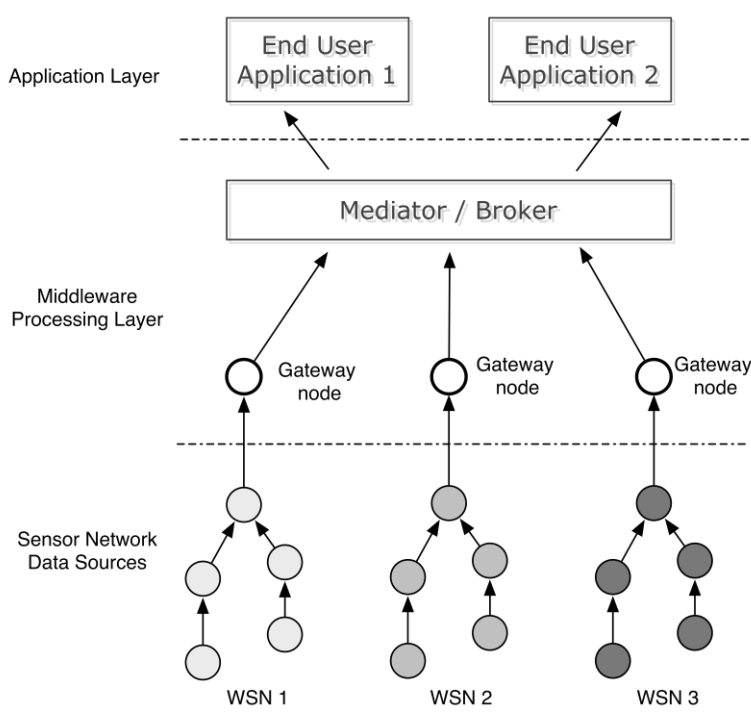 End User
Application 1
End User
Application 2
Application Layer
Mediator / Broker
Middleware
Processing Layer
Gateway
node
Gateway
node
Gateway
node
Sensor Network
Data Sources
WSN 1
WSN 2
WSN 3